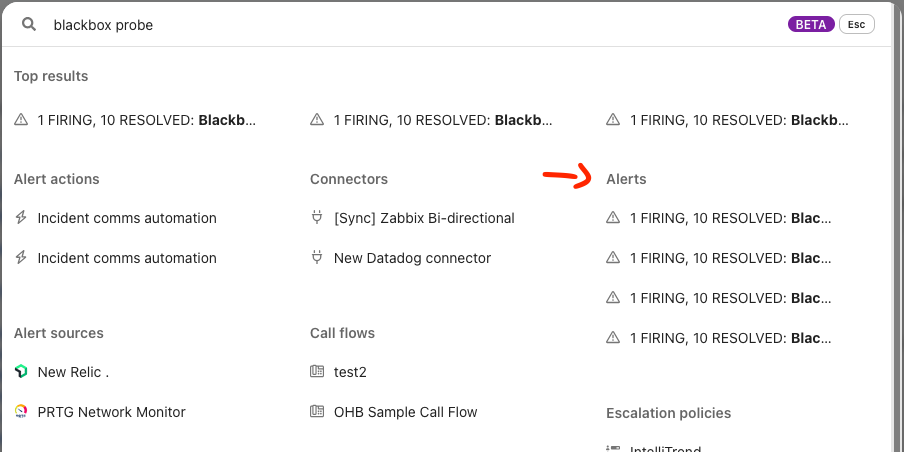 blackbox probe
BETA
Esc
Top results
1 FIRING, 10 RESOLVED: Blackb...
1 FIRING, 10 RESOLVED: Blackb...
1 FIRING, 10 RESOLVED: Blackb...
Alert actions
Incident comms automation
Incident comms automation
Connectors
[Sync] Zabbix Bi-directional
New Datadog connector
Alerts
1 FIRING, 10 RESOLVED: Blac...
1 FIRING, 10 RESOLVED: Blac...
1 FIRING, 10 RESOLVED: Blac...
1 FIRING, 10 RESOLVED: Blac...
Alert sources
New Relic .
PRTG Network Monitor
Call flows
test2
OHB Sample Call Flow
Escalation policies
IntelliTrend